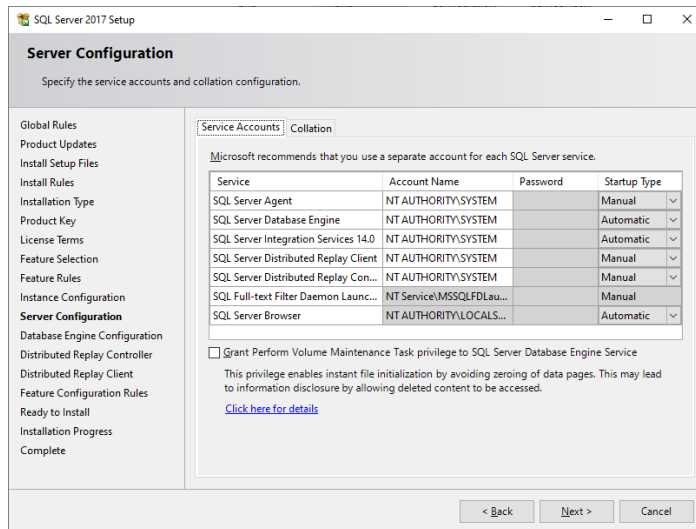 SQL Server 2017 Setup
Server Configuration
Specify the service accounts and collation configuration.
Global Rules
Product Updates
Install Setup Files
Install Rules
Installation Type
Product Key
License Terms
Feature Selection
Feature Rules
Instance Configuration
Server Configuration
Database Engine Configuration
Distributed Replay Controller
Distributed Replay Client
Feature Configuration Rules
Ready to Install
Installation Progress
Complete
Service Accounts Collation
Microsoft recommends that you use a separate account for each SQL Server service.
Service Account Name Password Startup Type
SQL Server Agent NT AUTHORITY\SYSTEM Manual
SQL Server Database Engine NT AUTHORITY\SYSTEM Automatic
SQL Server Integration Services 14.0 NT AUTHORITY\SYSTEM Automatic
SQL Server Distributed Replay Client NT AUTHORITY\SYSTEM Manual
SQL Server Distributed Replay Con... NT AUTHORITY\SYSTEM Manual
SQL Full-text Filter Daemon Launc... NT Service\MSSQLFDLau... Manual
SQL Server Browser NT AUTHORITY\LOCALS... Automatic
Grant Perform Volume Maintenance Task privilege to SQL Server Database Engine Service
This privilege enables instant file initialization by avoiding zeroing of data pages. This may lead
to information disclosure by allowing deleted content to be accessed.
Click here for details
< Back Next > Cancel